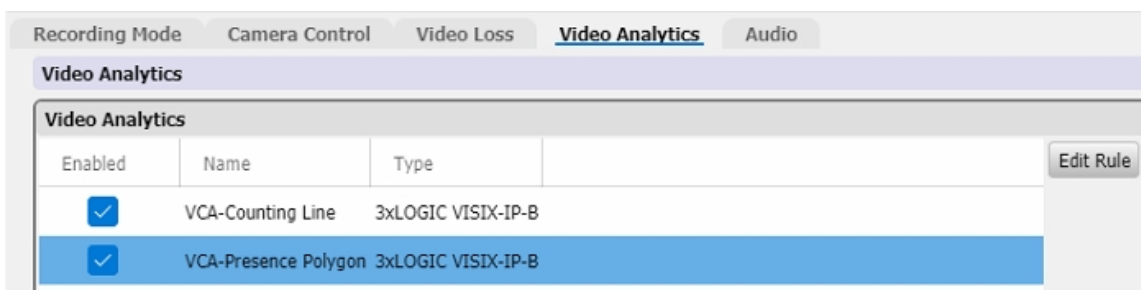 Recording Mode Camera Control Video Loss Video Analytics Audio
Video Analytics
Video Analytics
Enabled Name Type Edit Rule
VCA-Counting Line 3xLOGIC VISIX-IP-B
VCA-Presence Polygon 3xLOGIC VISIX-IP-B